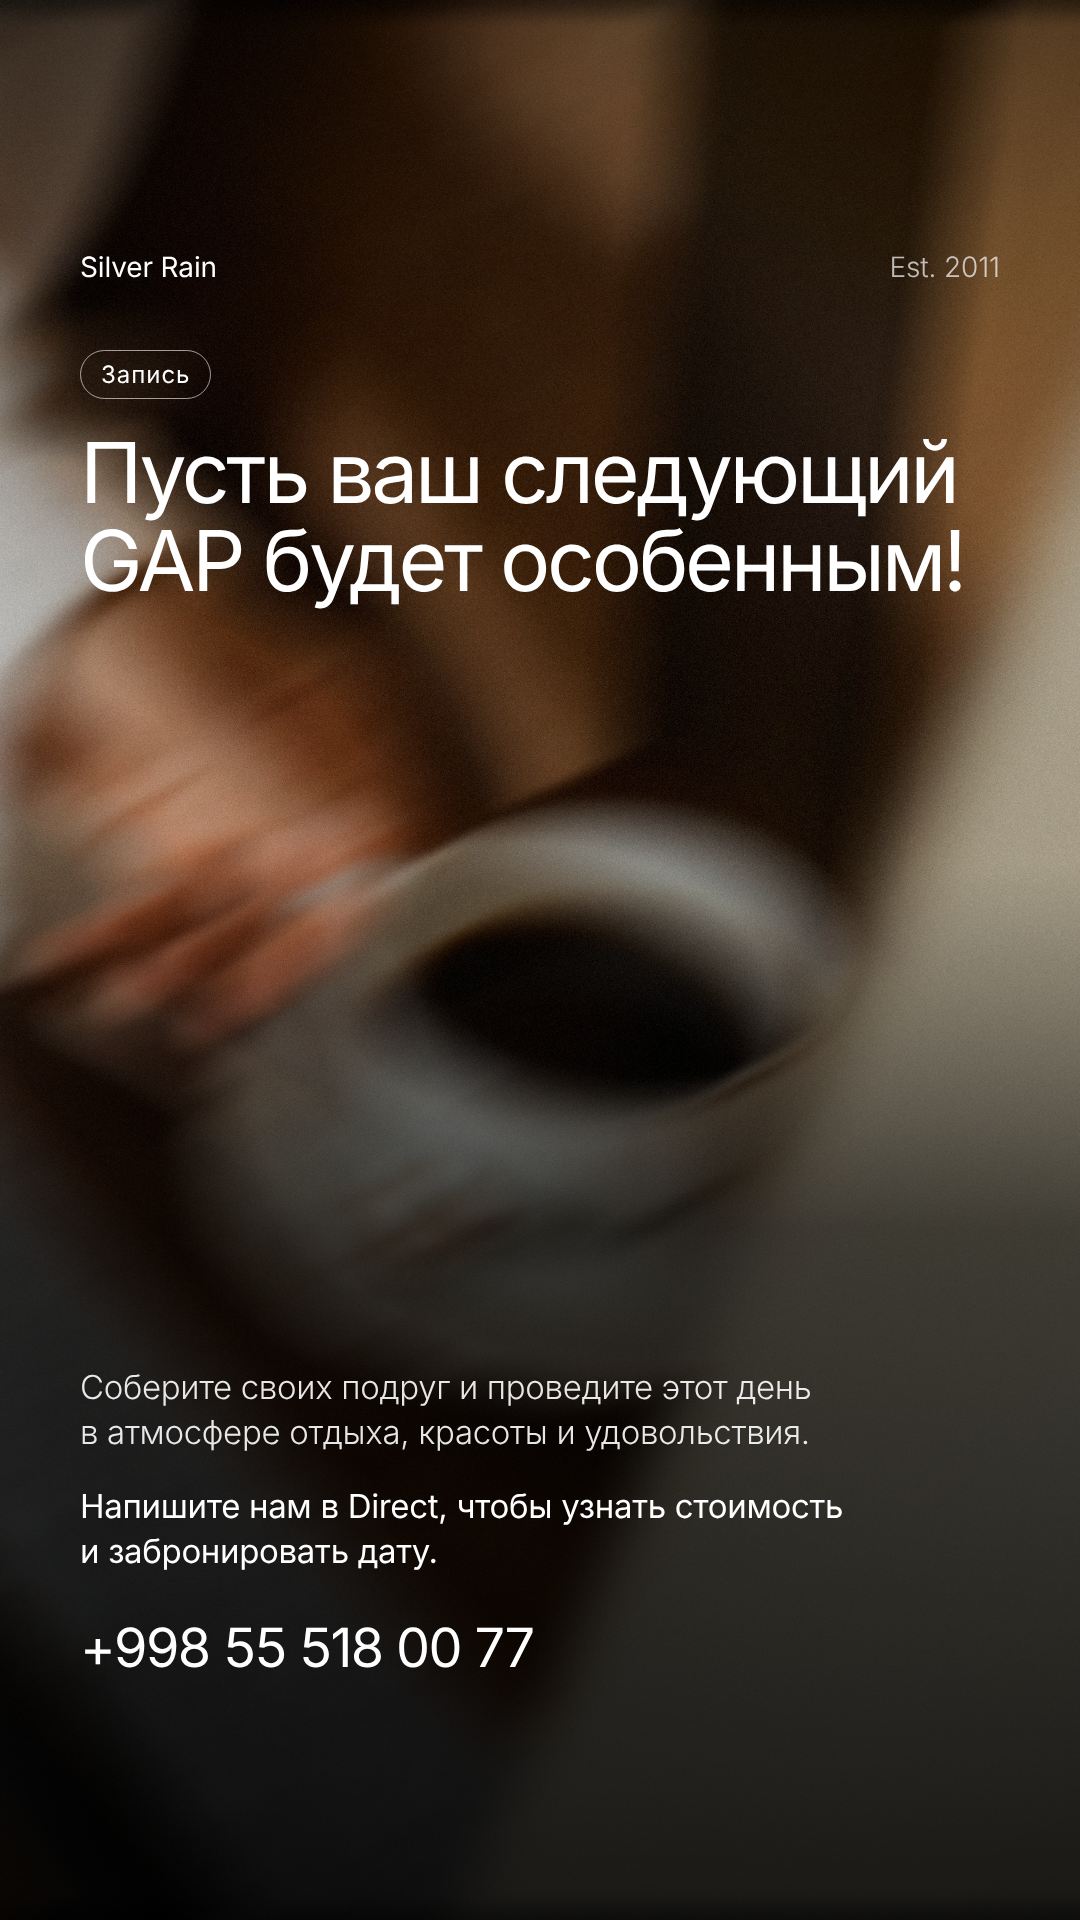 Silver Rain
Est. 2011
Запись
Пусть ваш следующий
GAP будет особенным!
Соберите своих подруг и проведите этот день
в атмосфере отдыха, красоты и удовольствия.
Напишите нам в Direct, чтобы узнать стоимость
и забронировать дату.
+998 55 518 00 77